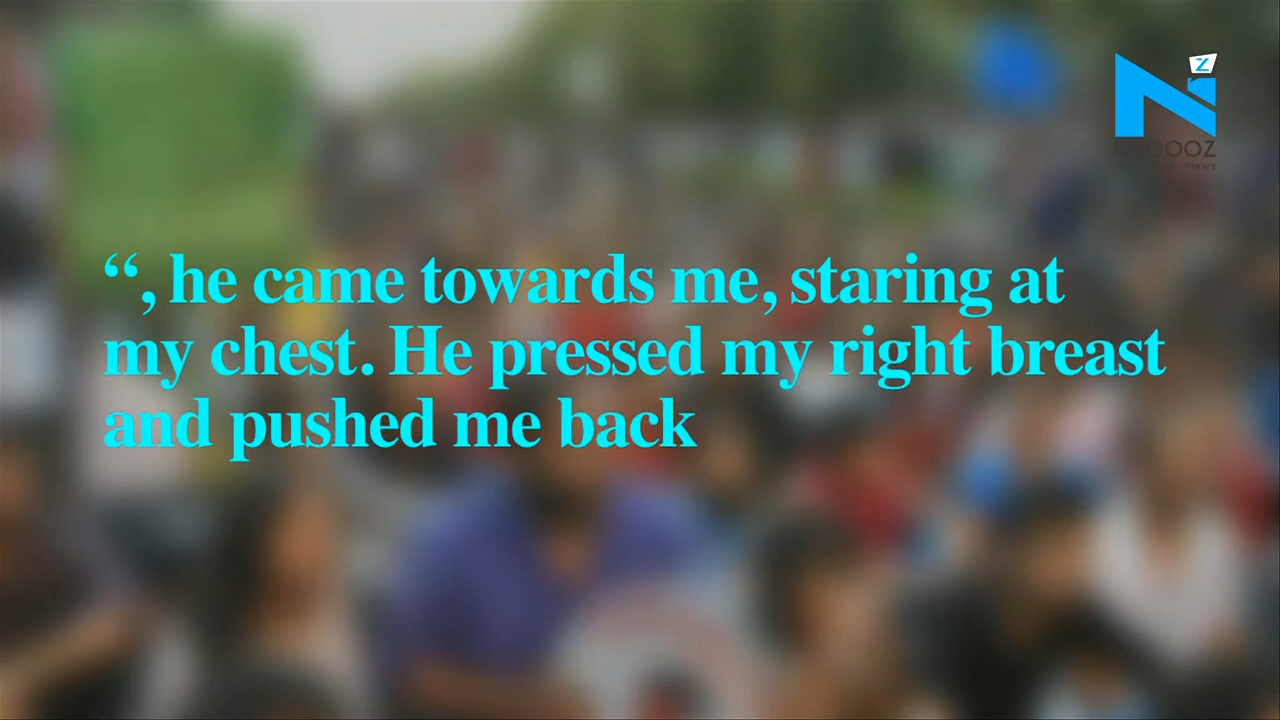 Z
“, he came towards me, staring at
my chest. He pressed my right breast
and pushed me back